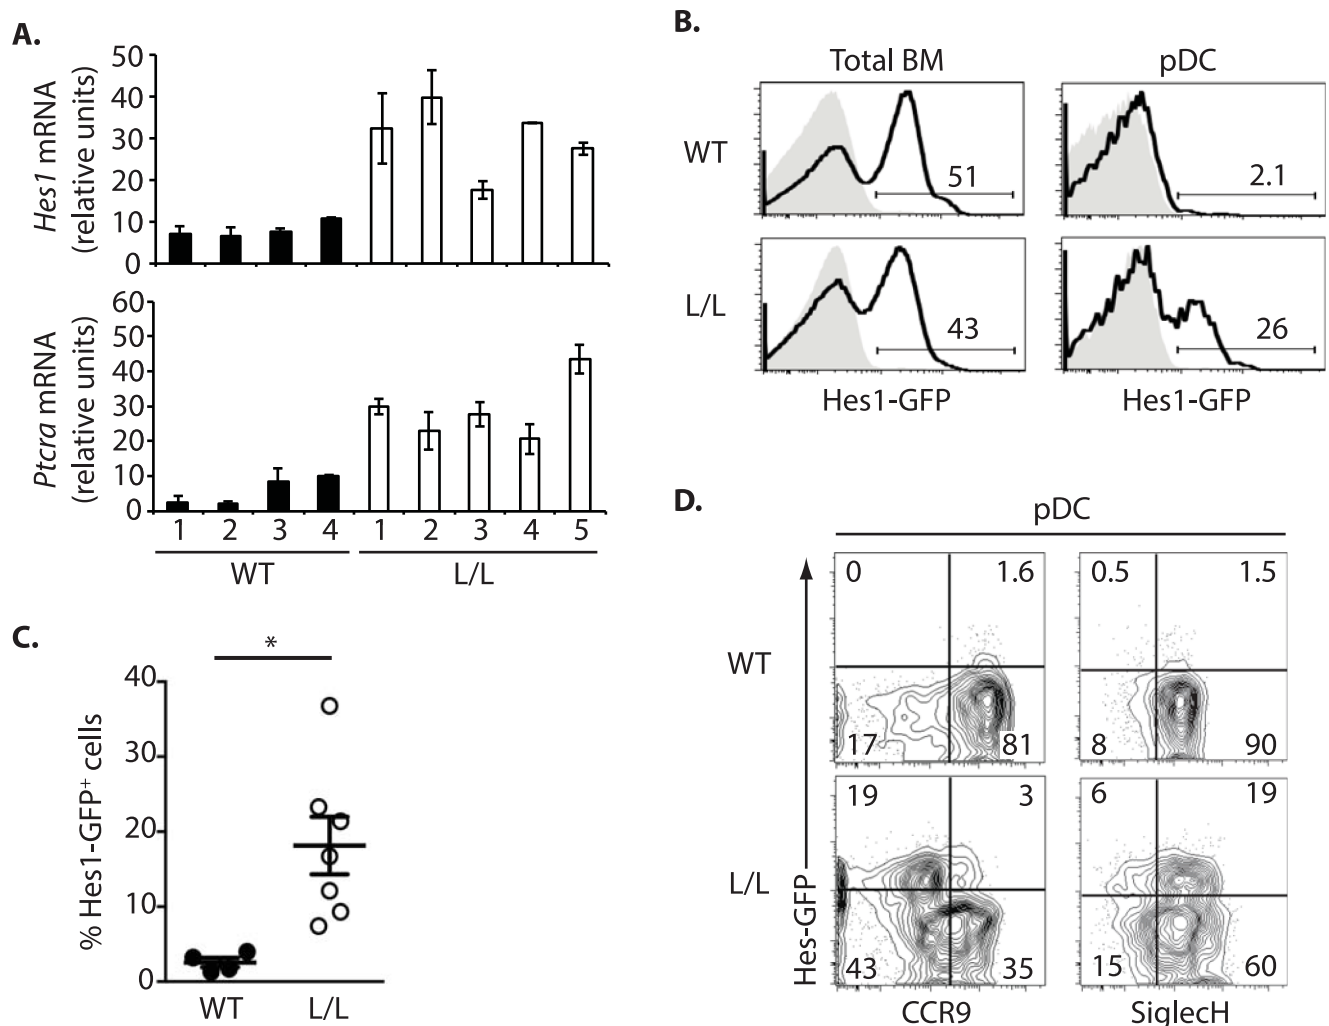 A.
Hes1 mRNA
(relative units)
50
40
30
20
10
0
Ptcra mRNA
(relative units)
60
50
40
30
20
10
0
1 2 3 4 1 2 3 4 5
WT L/L
B.
Total BM pDC
WT
51
2.1
L/L
43
26
Hes1-GFP Hes1-GFP
C.
*
% Hes1-GFP+ cells
40
30
20
10
0
WT L/L
D.
pDC
WT
0 1.6
17 81
0.5 1.5
8 90
L/L
19 3
43 35
6 19
15 60
Hes-GFP
CCR9 SiglecH